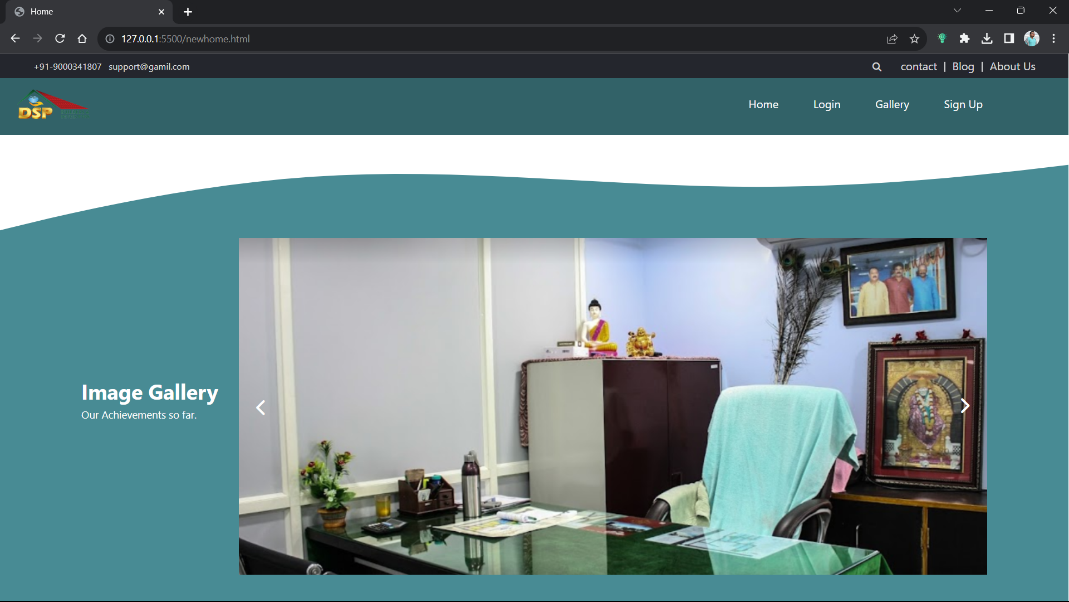 Home
127.0.0.1:5500/newhome.html
+91-9000341807 support@gamil.com
contact | Blog | About Us
DSP
Home Login Gallery Sign Up
Image Gallery
Our Achievements so far.